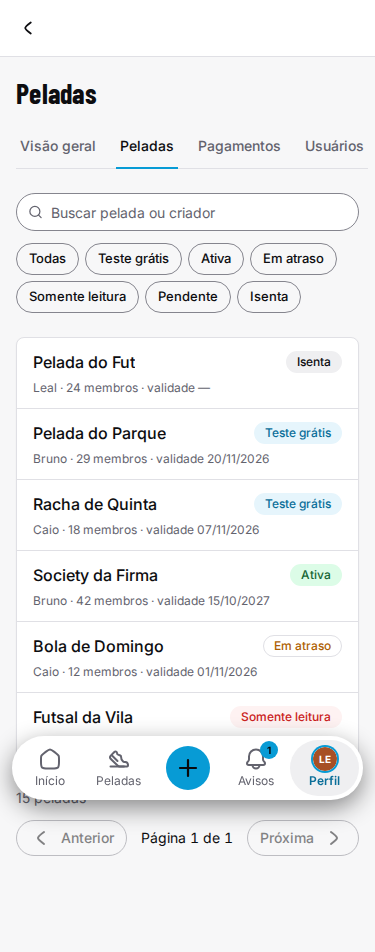 Peladas
Visão geral Peladas Pagamentos Usuários
Buscar pelada ou criador
Todas Teste grátis Ativa Em atraso
Somente leitura Pendente Isenta
Pelada do Fut Isenta
Leal · 24 membros · validade —
Pelada do Parque Teste grátis
Bruno · 29 membros · validade 20/11/2026
Racha de Quinta Teste grátis
Caio · 18 membros · validade 07/11/2026
Society da Firma Ativa
Bruno · 42 membros · validade 15/10/2027
Bola de Domingo Em atraso
Caio · 12 membros · validade 01/11/2026
Futsal da Vila Somente leitura
1
LE
Início Peladas Avisos Perfil
15 peladas
Anterior Página 1 de 1 Próxima